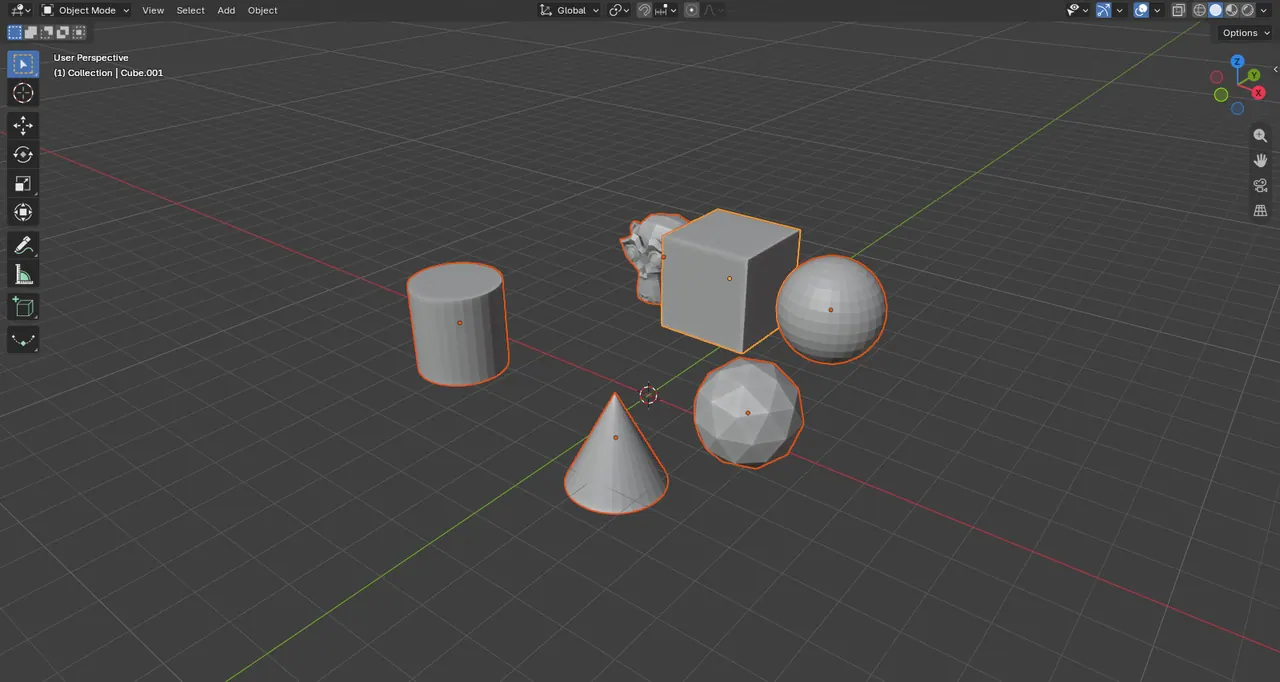 Object Mode View Select Add Object Global
Options
User Perspective
(1) Collection | Cube.001
Z
Y
X